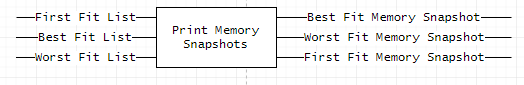 First Fit List
Best Fit List
Worst Fit List
Print Memory
Snapshots
Best Fit Memory Snapshot
Worst Fit Memory Snapshot
First Fit Memory Snapshot